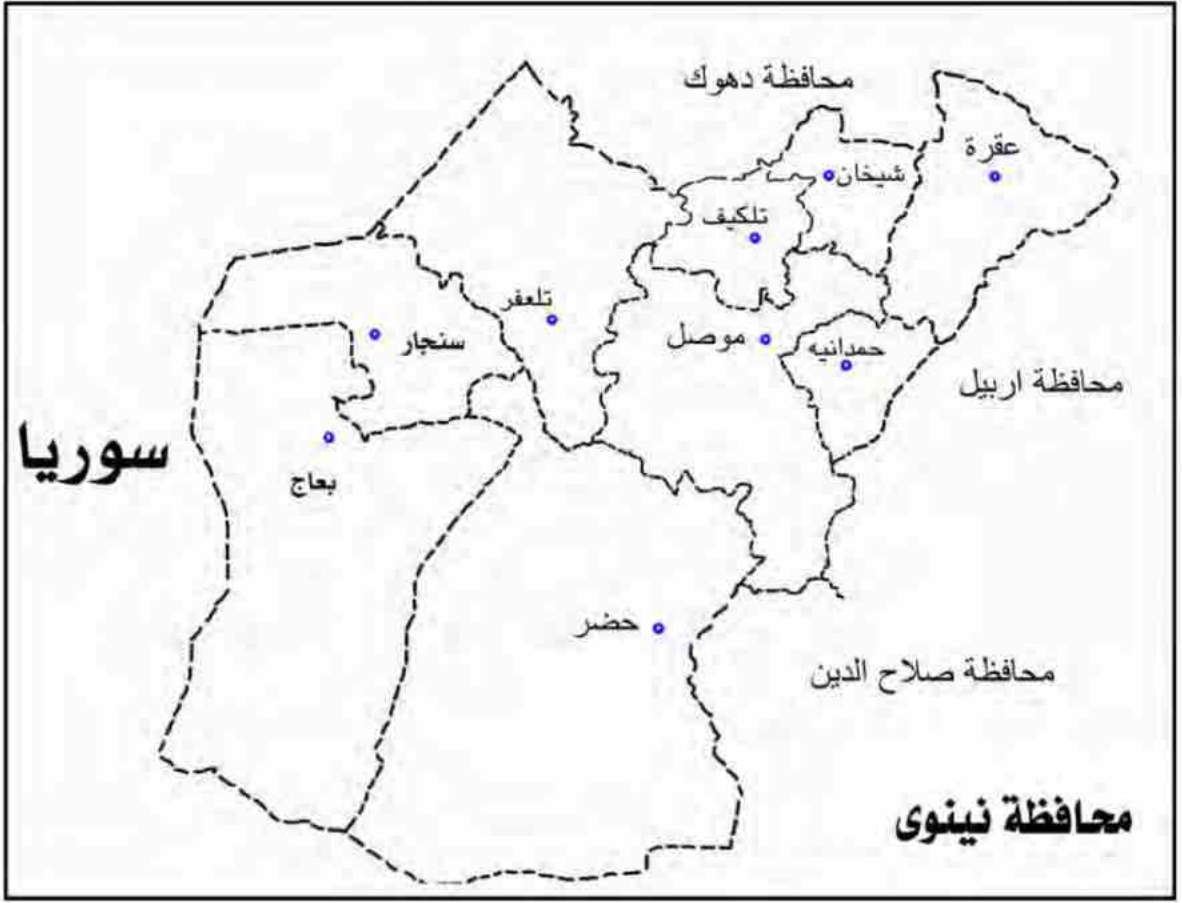 محافظة دهوك
عقرة
شيخان
تلكيف
تلعفر
سنجار
موصل
حمدانيه
محافظة اربيل
سوريا
بعاج
حضر
محافظة صلاح الدين
محافظة نينوى